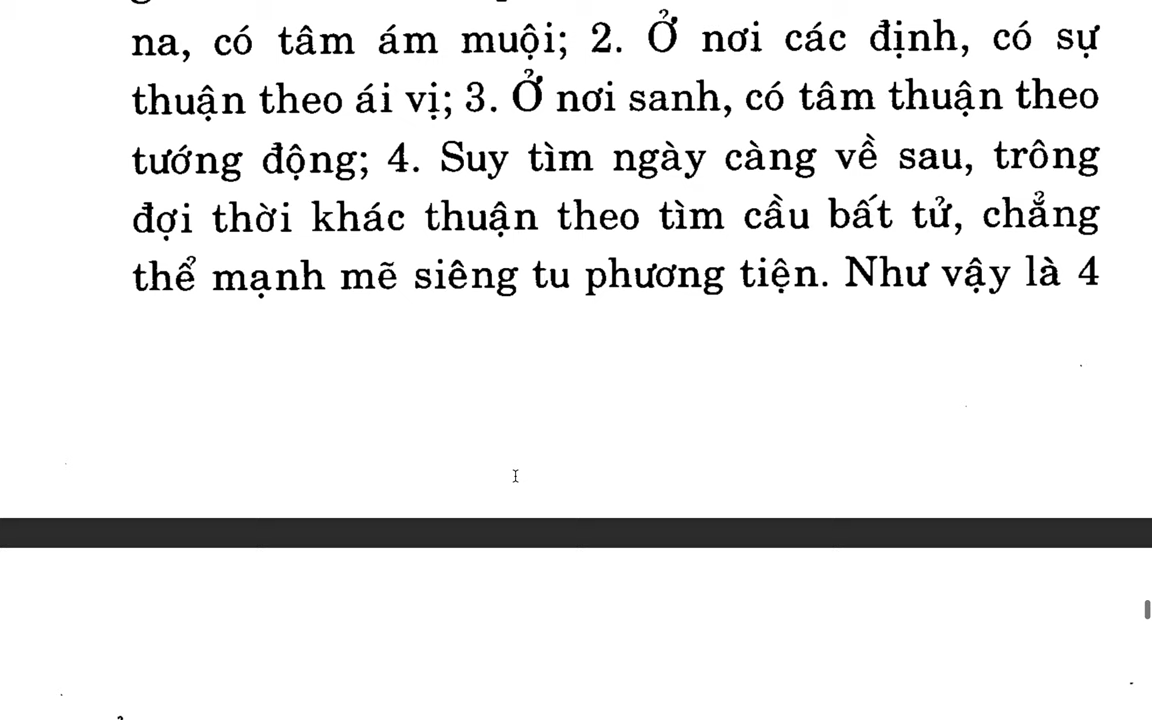 na, có tâm ám muội; 2. Ở nơi các định, có sự
thuận theo ái vị; 3. Ở nơi sanh, có tâm thuận theo
tướng động; 4. Suy tìm ngày càng về sau, trông
đợi thời khác thuận theo tìm cầu bất tử, chẳng
thể mạnh mẽ siêng tu phương tiện. Như vậy là 4